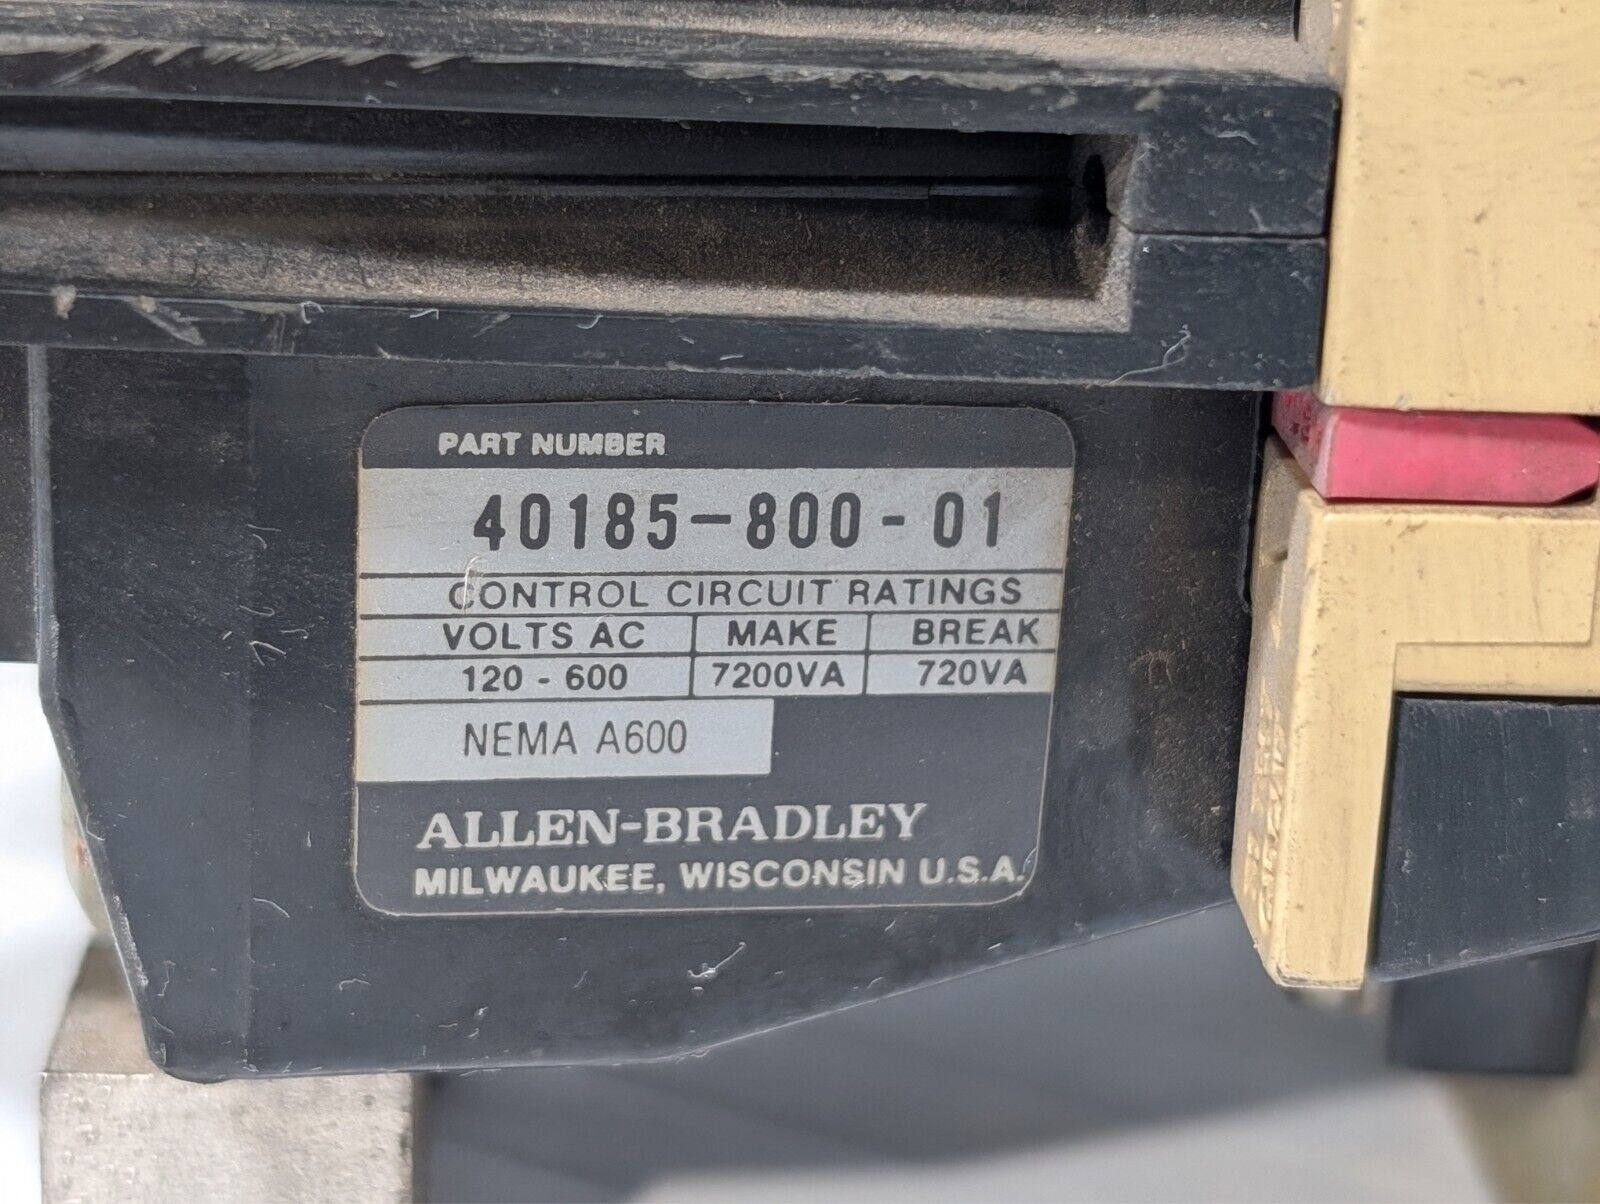 PART NUMBER
40185-800-01
CONTROL CIRCUIT RATINGS
VOLTS AC MAKE BREAK
120 - 600 7200VA 720VA
NEMA A600
ALLEN-BRADLEY
MILWAUKEE, WISCONSIN U.S.A.